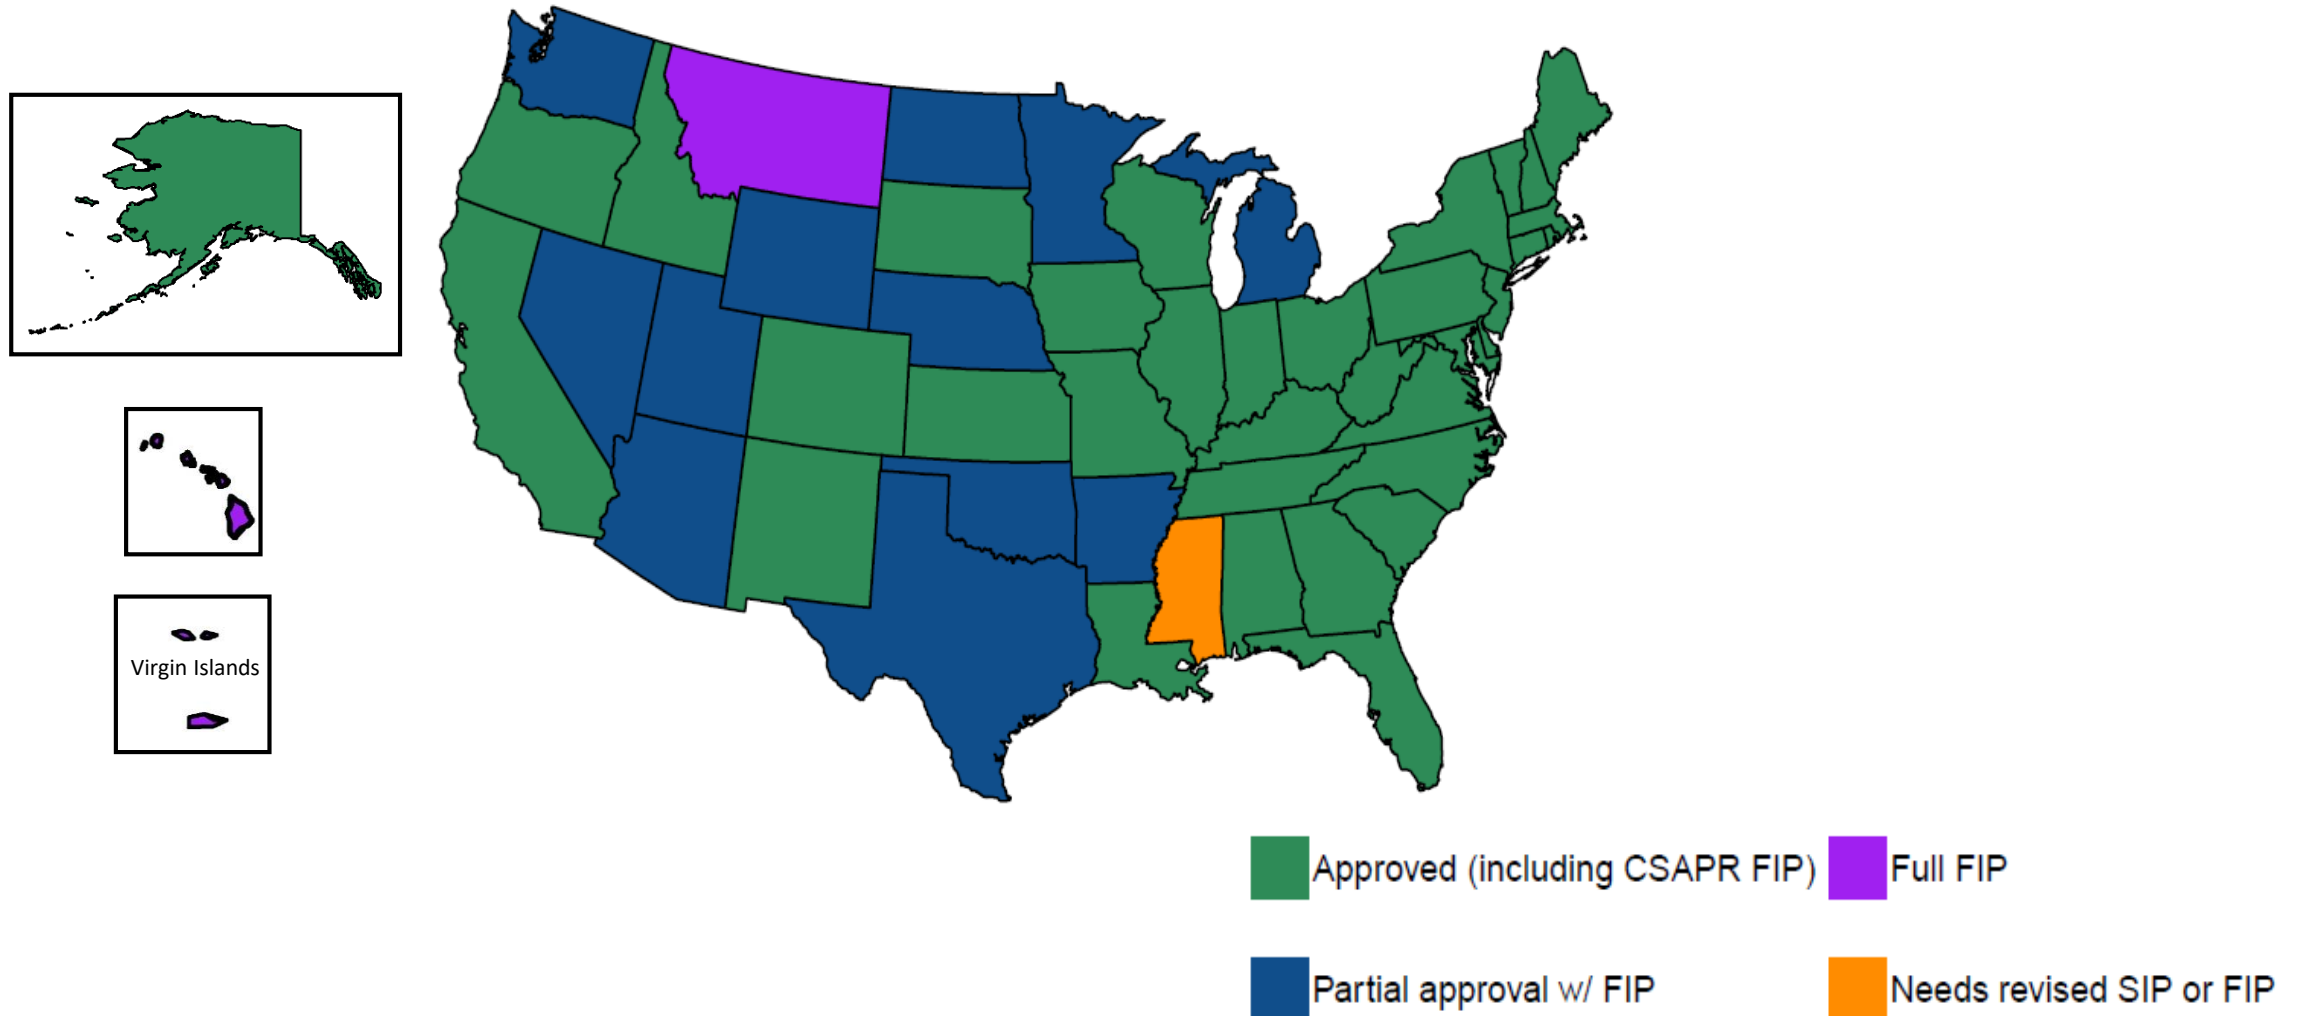 Virgin Islands
Approved (including CSAPR FIP)
Full FIP
Partial approval w/ FIP
Needs revised SIP or FIP